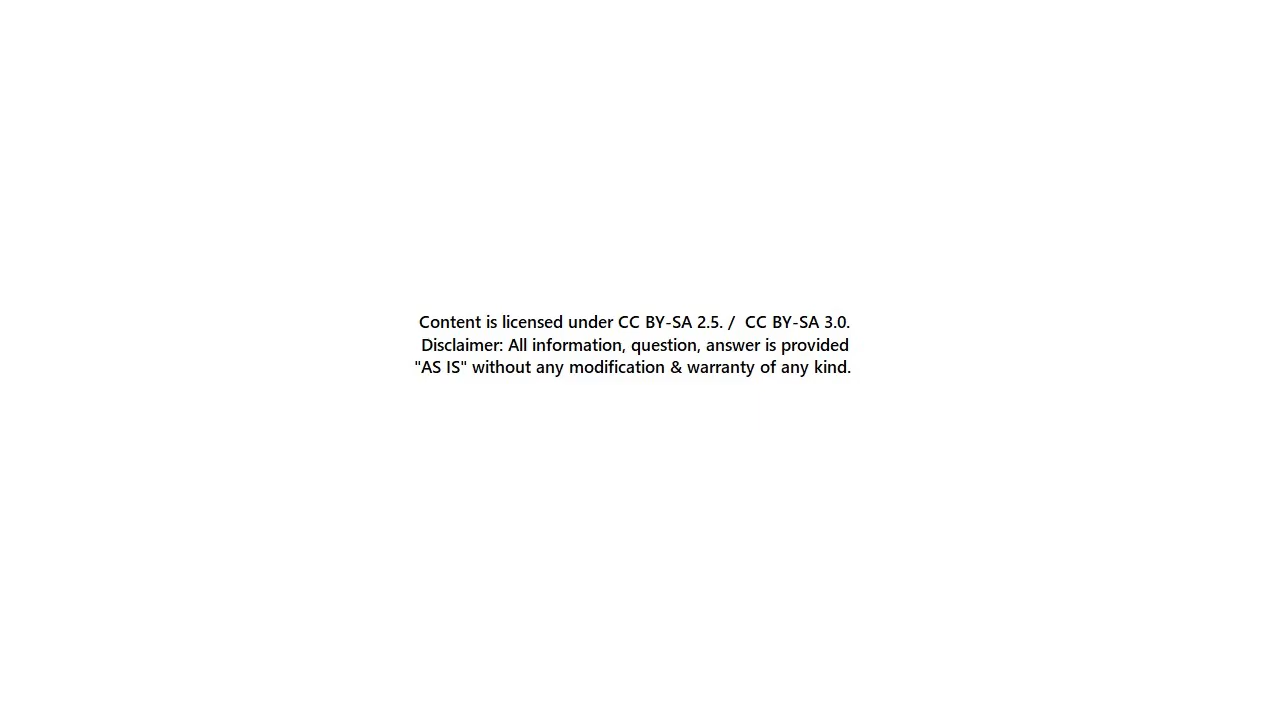 Content is licensed under CC BY-SA 2.5. /  CC BY-SA 3.0.
Disclaimer: All information, question, answer is provided
"AS IS" without any modification & warranty of any kind.